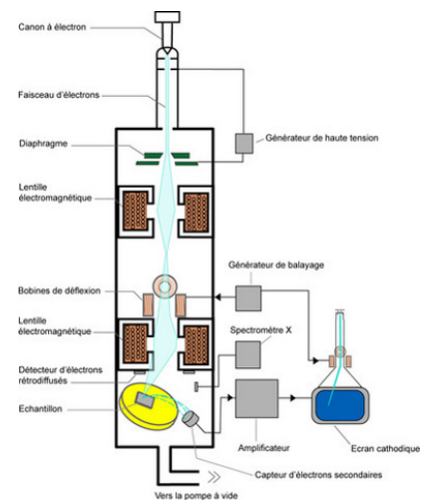 Canon à électron
Faisceau d'électrons
Générateur de haute tension
Diaphragme
Lentille
électromagnétique
Générateur de balayage
Bobines de déflexion
Lentille
électromagnétique
Spectromètre X
Détecteur d'électrons
rétrodiffusés
Echantillon
Amplificateur
Ecran cathodique
Capteur d'électrons secondaires
Vers la pompe à vide